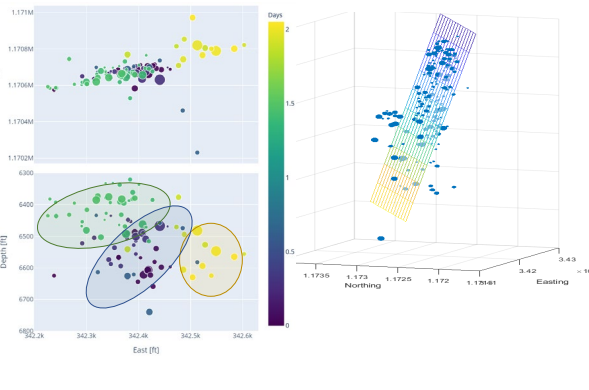 1.171M
1.1708M
1.1706M
1.1704M
1.1702M
6300
6400
6500
6600
6700
6800
Depth [ft]
342.2k
342.3k
342.4k
342.5k
342.6k
East [ft]
Days
2
1.5
1
0.5
0
1.1735
1.173
1.1725
1.172
Northing
3.42
3.43
Easting